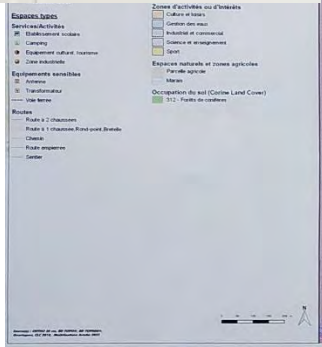 Espaces types
Services/Activités
Etablissement scolaire
Camping
Equipement culturel, tourisme
Zone industrielle
Equipements sensibles
Antenne
Transformateur
Voie ferrée
Routes
Route à 2 chaussées
Route à 1 chaussée, Rond-point, Bretelle
Chemin
Route empierrée
Sentier
Zones d'activités ou d'intérêts
Culture et loisirs
Gestion des eaux
Industriel et commercial
Science et enseignement
Sport
Espaces naturels et zones agricoles
Parcelle agricole
Marais
Occupation du sol (Corine Land Cover)
312 - Forêts de conifères
N